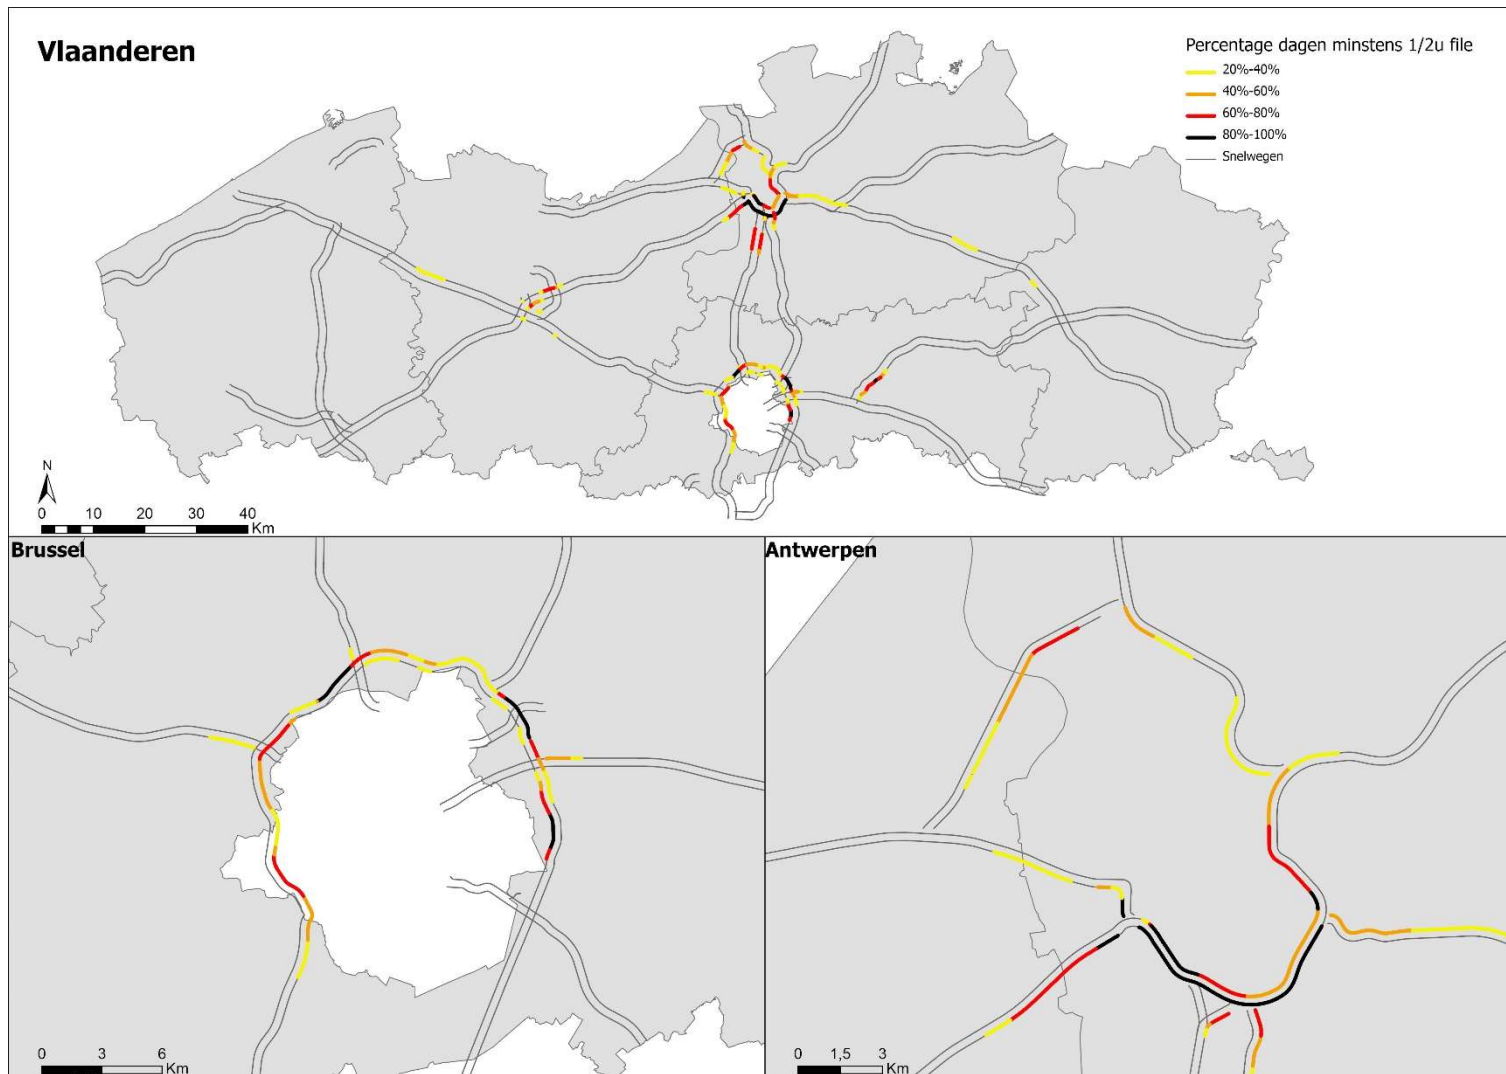 Vlaanderen
Percentage dagen minstens 1/2u file
20%-40%
40%-60%
60%-80%
80%-100%
Snelwegen
N
0 10 20 30 40
Km
Brussel
0 3 6
Km
Antwerpen
0 1,5 3
Km